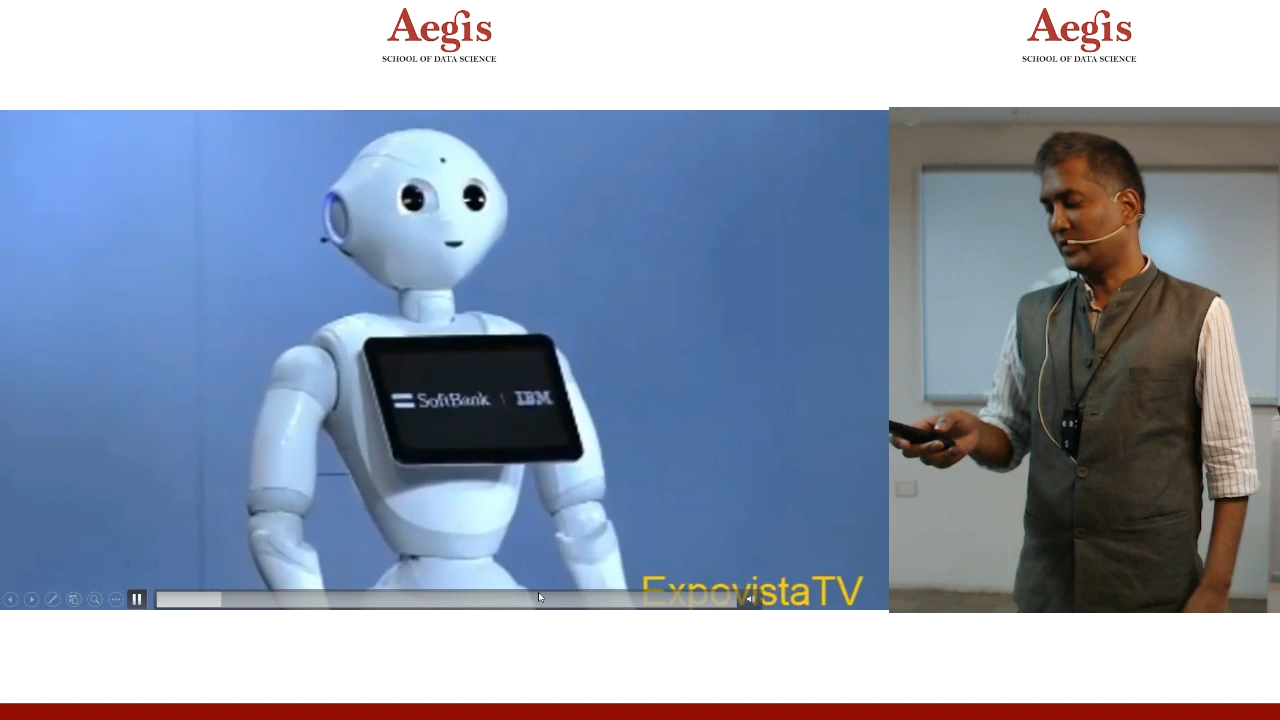 Aegis
SCHOOL OF DATA SCIENCE
Aegis
SCHOOL OF DATA SCIENCE
SoftBank | IBM
ExpovistaTV